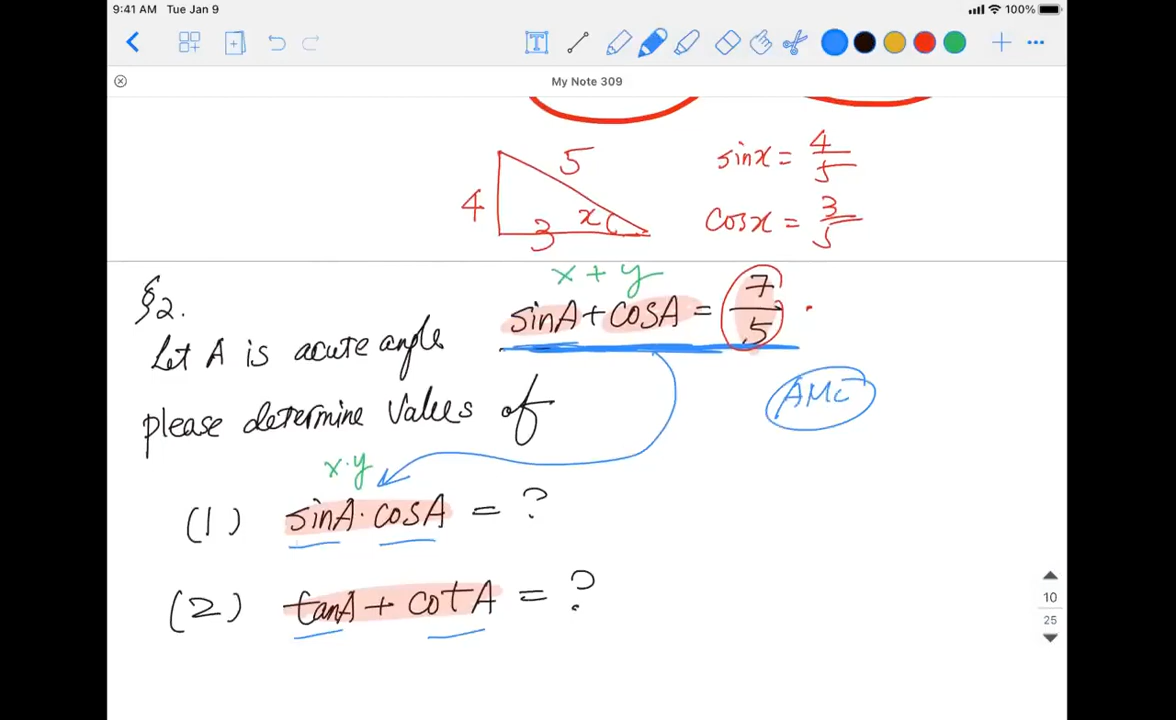 9:41 AM Tue Jan 9
100%
My Note 309
5
4
3
x
sinx = 4/5
cosx = 3/5
§2.
x + y
sinA + cosA = 7/5
Let A is acute angle
AMC
please determine values of
x·y
(1) sinA·cosA = ?
(2) tanA + cotA = ?
10
25